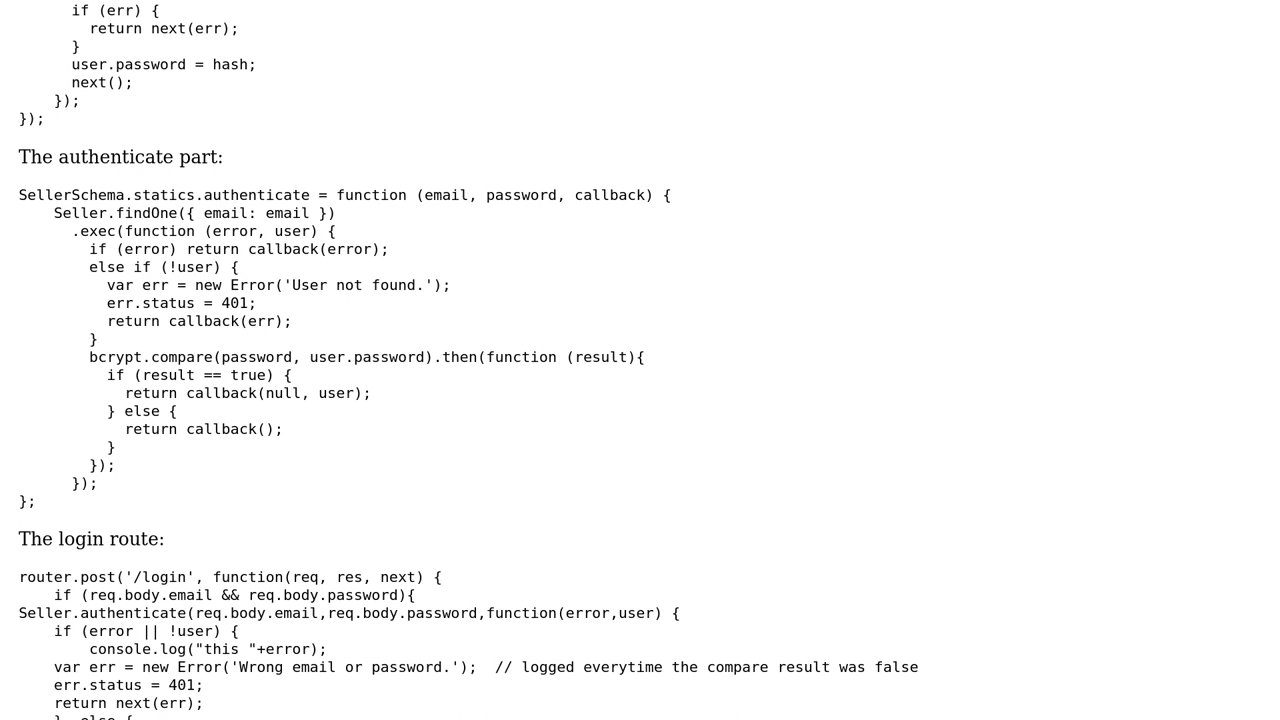 if (err) {
        return next(err);
      }
      user.password = hash;
      next();
    });
});
The authenticate part:
SellerSchema.statics.authenticate = function (email, password, callback) {
    Seller.findOne({ email: email })
      .exec(function (error, user) {
        if (error) return callback(error);
        else if (!user) {
          var err = new Error('User not found.');
          err.status = 401;
          return callback(err);
        }
        bcrypt.compare(password, user.password).then(function (result){
          if (result == true) {
            return callback(null, user);
          } else {
            return callback();
          }
        });
      });
};
The login route:
router.post('/login', function(req, res, next) {
    if (req.body.email && req.body.password){
Seller.authenticate(req.body.email,req.body.password,function(error,user) {
    if (error || !user) {
        console.log("this "+error);
    var err = new Error('Wrong email or password.');  // logged everytime the compare result was false
    err.status = 401;
    return next(err);
    }  else {